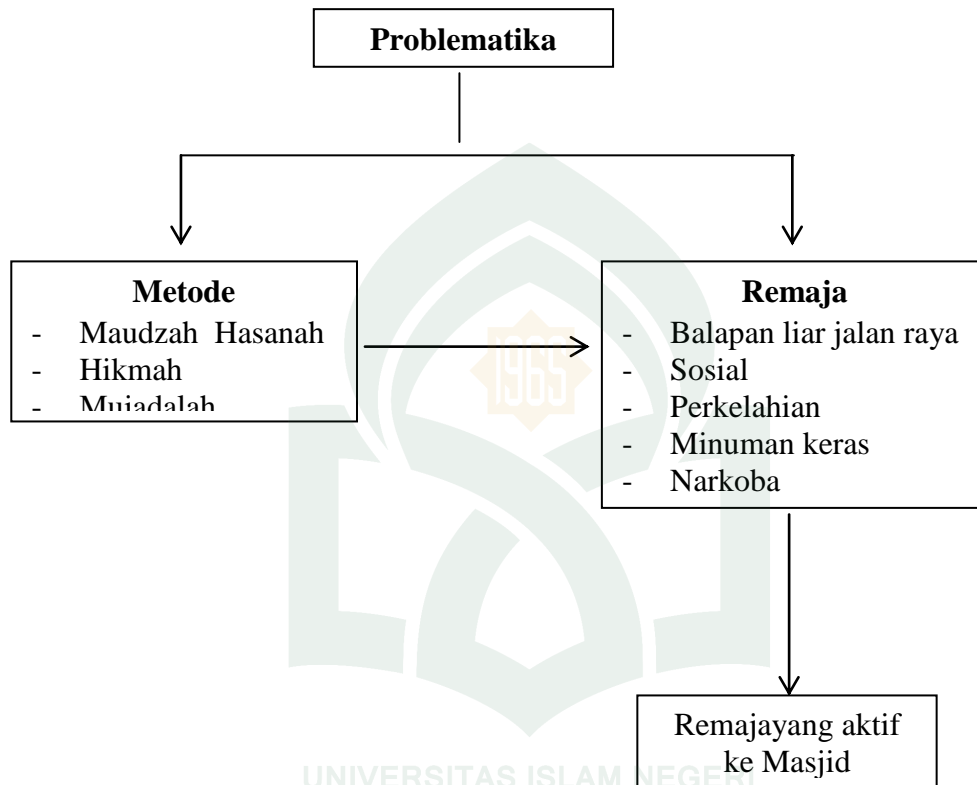 Problematika
Metode
- Maudzah Hasanah
- Hikmah
- Mujadalah
Remaja
- Balapan liar jalan raya
- Sosial
- Perkelahian
- Minuman keras
- Narkoba
Remajayang aktif
ke Masjid
1965
UNIVERSITAS ISLAM NEGERI